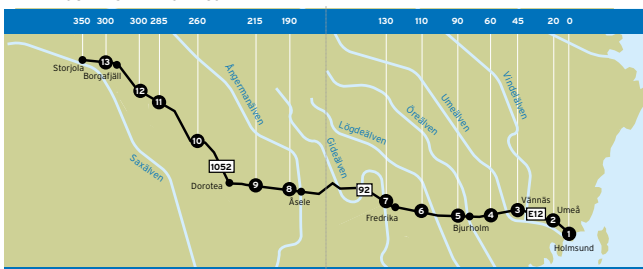 350 300 300 285 260 215 190 130 110 90 60 45 20 0
Storjola
13
Borgafjäll
12
11
10
1052
Dorotea
9
8
Åsele
92
7
Fredrika
6
5
Bjurholm
4
3
Vännäs
E12
2
Umeå
1
Holmsund
Saxälven
Ångermanälven
Gideälven
Lögdeälven
Öreälven
Umeälven
Vindelälven